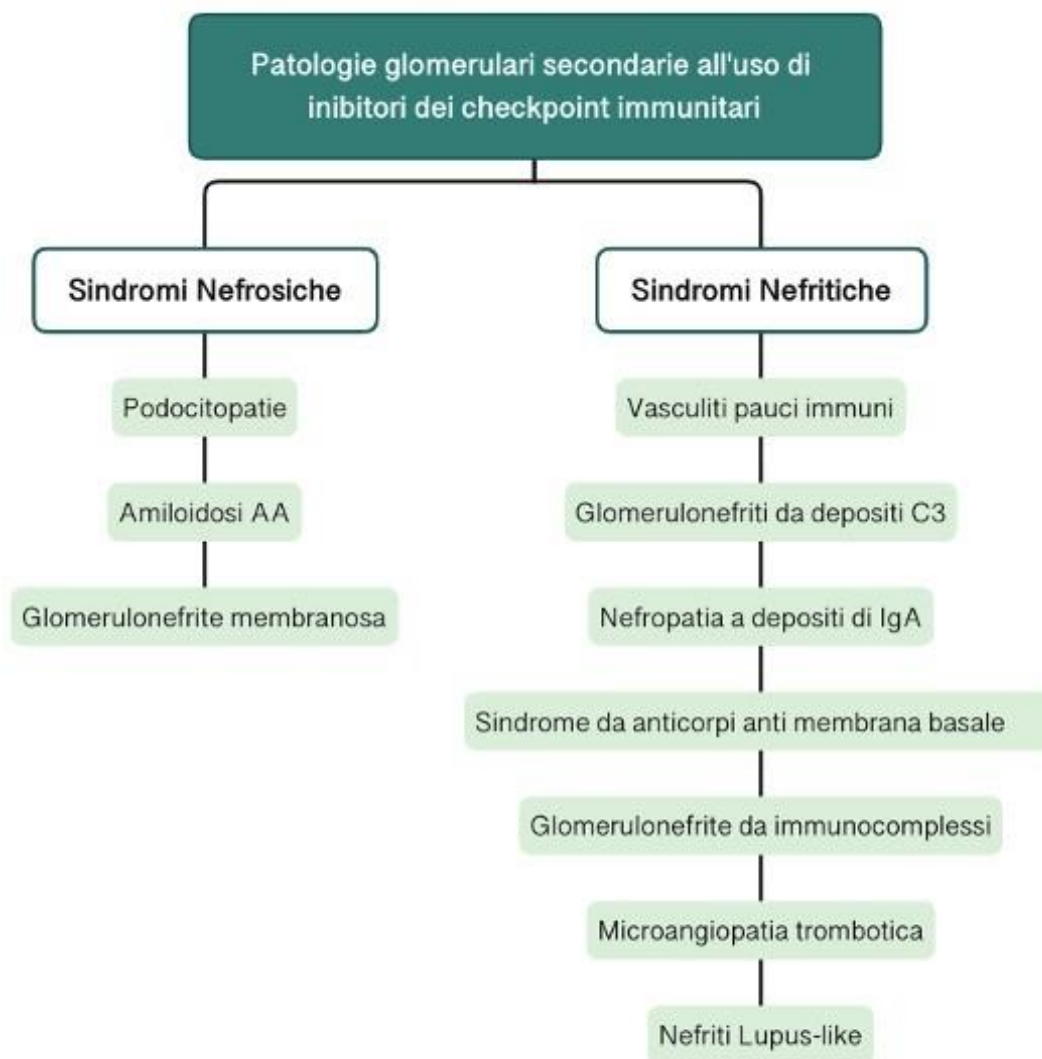 Patologie glomerulari secondarie all'uso di
inibitori dei checkpoint immunitari
Sindromi Nefrosiche
Podocitopatie
Amiloidosi AA
Glomerulonefrite membranosa
Sindromi Nefritiche
Vasculiti pauci immuni
Glomerulonefriti da depositi C3
Nefropatia a depositi di IgA
Sindrome da anticorpi anti membrana basale
Glomerulonefrite da immunocomplessi
Microangiopatia trombotica
Nefriti Lupus-like